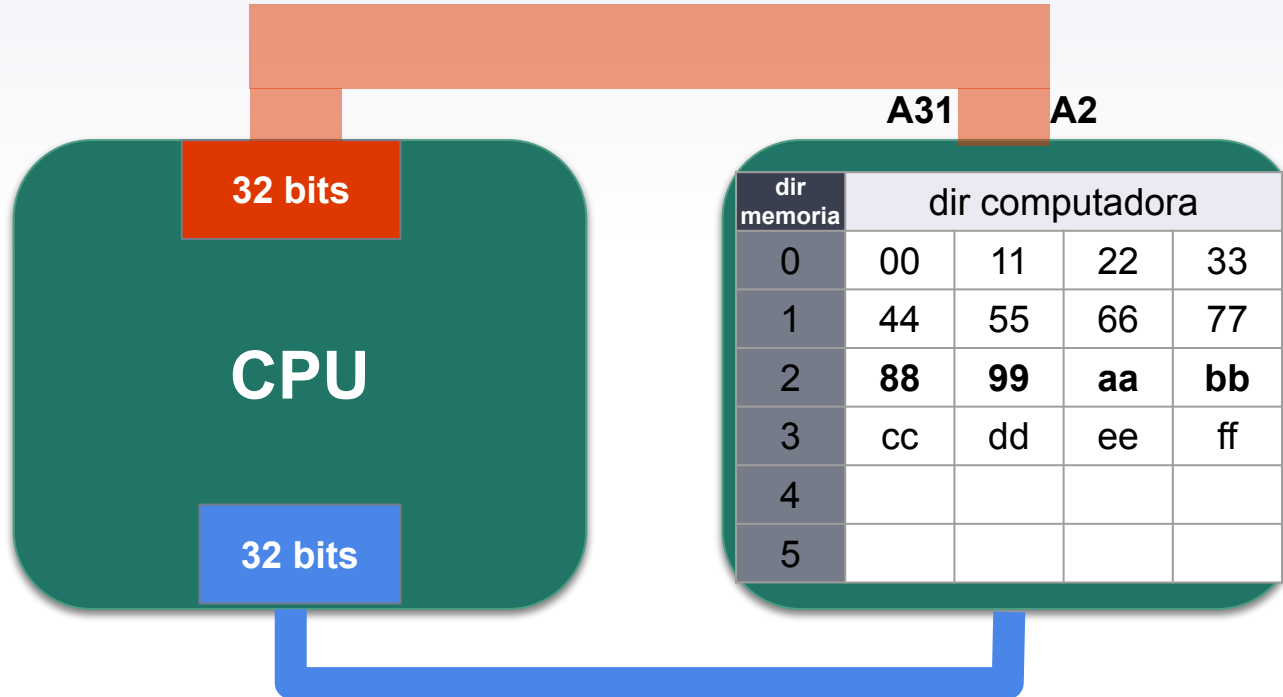 A31 A2
32 bits
dir memoria dir computadora
0 00 11 22 33
1 44 55 66 77
CPU
2 88 99 aa bb
3 cc dd ee ff
4
32 bits
5